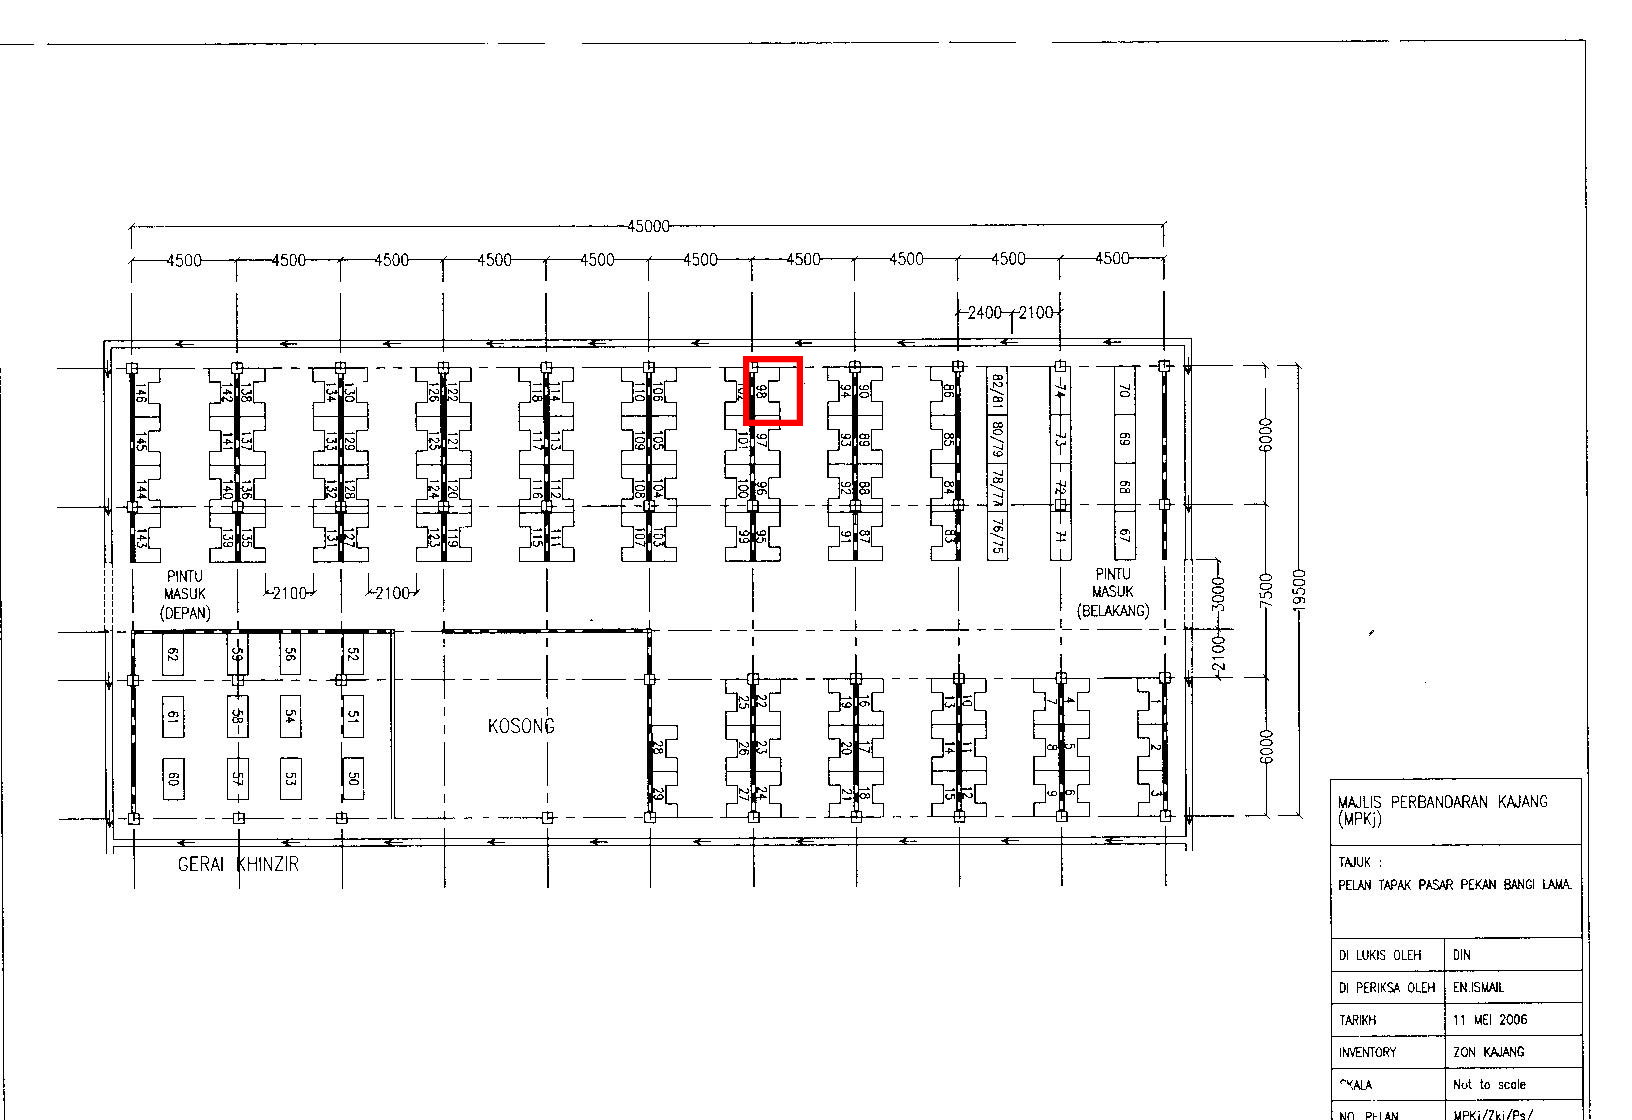 45000
4500 4500 4500 4500 4500 4500 4500 4500 4500 4500
2400 2100
146 142 138 134 130 126 122 118 114 110 106 102 98 94 90 86 82/81 74 70
145 141 137 133 129 125 121 117 113 109 105 101 97 93 89 85 80/79 73 69
144 140 136 132 128 124 120 116 112 108 104 100 96 92 88 84 78/77 72 68
143 139 135 131 127 123 119 115 111 107 103 99 95 91 87 83 76/75 71 67
6000
7500
19500
3000
2100
6000
PINTU
MASUK
(DEPAN)
2100 2100
PINTU
MASUK
(BELAKANG)
62 59 56 52
61 58 54 51
60 57 53 50
KOSONG
25 22 19 16 13 10 7 4 1
28 26 23 20 17 14 11 8 5 2
29 27 24 21 18 15 12 9 6 3
GERAI KHINZIR
MAJLIS PERBANDARAN KAJANG
(MPKj)
TAJUK :
PELAN TAPAK PASAR PEKAN BANGI LAMA.
DI LUKIS OLEH DIN
DI PERIKSA OLEH EN.ISMAIL
TARIKH 11 MEI 2006
INVENTORY ZON KAJANG
SKALA Not to scale
NO. PELAN MPKj/Zkj/Ps/